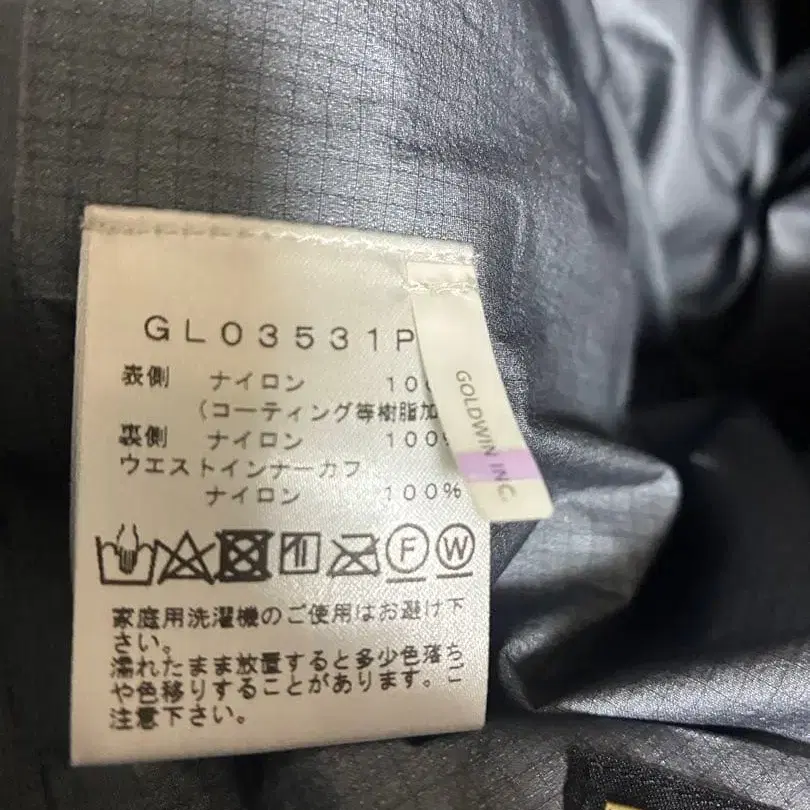 GL03531P
表側 ナイロン 10
(コーティング等樹脂加
裏側 ナイロン 100%
ウエストインナーカフ
ナイロン 100%
GOLDWIN INC.
F W
家庭用洗濯機のご使用はお避け下
さい。
濡れたまま放置すると多少色落ち
や色移りすることがあります。ご
注意下さい。